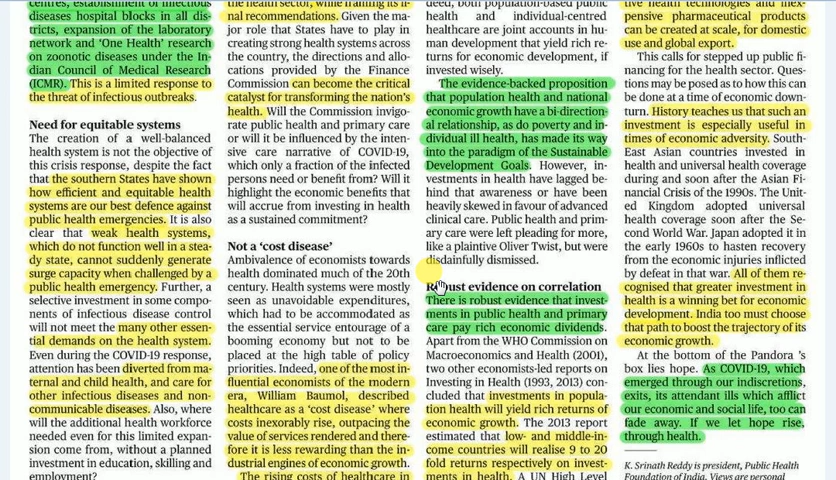 centres, establishment of infectious
diseases hospital blocks in all dis-
tricts, expansion of the laboratory
network and ‘One Health’ research
on zoonotic diseases under the In-
dian Council of Medical Research
(ICMR). This is a limited response to
the threat of infectious outbreaks.
Need for equitable systems
The creation of a well-balanced
health system is not the objective of
this crisis response, despite the fact
that the southern States have shown
how efficient and equitable health
systems are our best defence against
public health emergencies. It is also
clear that weak health systems,
which do not function well in a stea-
dy state, cannot suddenly generate
surge capacity when challenged by a
public health emergency. Further, a
selective investment in some compo-
nents of infectious disease control
will not meet the many other essen-
tial demands on the health system.
Even during the COVID-19 response,
attention has been diverted from ma-
ternal and child health, and care for
other infectious diseases and non-
communicable diseases. Also, where
will the additional health workforce
needed even for this limited expan-
sion come from, without a planned
investment in education, skilling and
employment?
the health sector, while framing its fi-
nal recommendations. Given the ma-
jor role that States have to play in
creating strong health systems across
the country, the directions and allo-
cations provided by the Finance
Commission can become the critical
catalyst for transforming the nation’s
health. Will the Commission invigo-
rate public health and primary care
or will it be influenced by the inten-
sive care narrative of COVID-19,
which only a fraction of the infected
persons need or benefit from? Will it
highlight the economic benefits that
will accrue from investing in health
as a sustained commitment?
Not a ‘cost disease’
Ambivalence of economists towards
health dominated much of the 20th
century. Health systems were mostly
seen as unavoidable expenditures,
which had to be accommodated as
the essential service entourage of a
booming economy but not to be
placed at the high table of policy
priorities. Indeed, one of the most in-
fluential economists of the modern
era, William Baumol, described
healthcare as a ‘cost disease’ where
costs inexorably rise, outpacing the
value of services rendered and there-
fore it is less rewarding than the in-
dustrial engines of economic growth.
The rising costs of healthcare in
deed, both population-based public
health and individual-centred
healthcare are joint accounts in hu-
man development that yield rich re-
turns for economic development, if
invested wisely.
The evidence-backed proposition
that population health and national
economic growth have a bi-direction-
al relationship, as do poverty and in-
dividual ill health, has made its way
into the paradigm of the Sustainable
Development Goals. However, in-
vestments in health have lagged be-
hind that awareness or have been
heavily skewed in favour of advanced
clinical care. Public health and prim-
ary care were left pleading for more,
like a plaintive Oliver Twist, but were
disdainfully dismissed.
Robust evidence on correlation
There is robust evidence that invest-
ments in public health and primary
care pay rich economic dividends.
Apart from the WHO Commission on
Macroeconomics and Health (2001),
two other economists-led reports on
Investing in Health (1993, 2013) con-
cluded that investments in popula-
tion health will yield rich returns of
economic growth. The 2013 report
estimated that low- and middle-in-
come countries will realise 9 to 20
fold returns respectively on invest-
ments in health. A UN High Level
tive health technologies and inex-
pensive pharmaceutical products
can be created at scale, for domestic
use and global export.
This calls for stepped up public fi-
nancing for the health sector. Ques-
tions may be posed as to how this can
be done at a time of economic down-
turn. History teaches us that such an
investment is especially useful in
times of economic adversity. South-
East Asian countries invested in
health and universal health coverage
during and soon after the Asian Fi-
nancial Crisis of the 1990s. The Unit-
ed Kingdom adopted universal
health coverage soon after the Se-
cond World War. Japan adopted it in
the early 1960s to hasten recovery
from the economic injuries inflicted
by defeat in that war. All of them re-
cognised that greater investment in
health is a winning bet for economic
development. India too must choose
that path to boost the trajectory of its
economic growth.
At the bottom of the Pandora ’s
box lies hope. As COVID-19, which
emerged through our indiscretions,
exits, its attendant ills which afflict
our economic and social life, too can
fade away. If we let hope rise,
through health.
K. Srinath Reddy is president, Public Health
Foundation of India. Views are personal